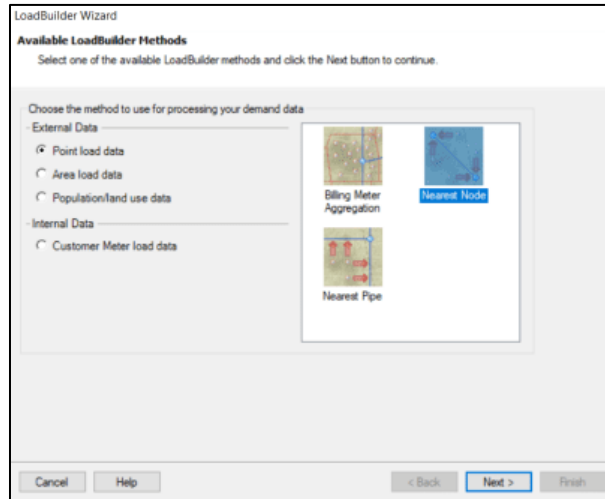 LoadBuilder Wizard
Available LoadBuilder Methods
Select one of the available LoadBuilder methods and click the Next button to continue.
Choose the method to use for processing your demand data
External Data
Point load data
Area load data
Population/land use data
Internal Data
Customer Meter load data
Billing Meter
Aggregation
Nearest Node
Nearest Pipe
Cancel
Help
< Back
Next >
Finish